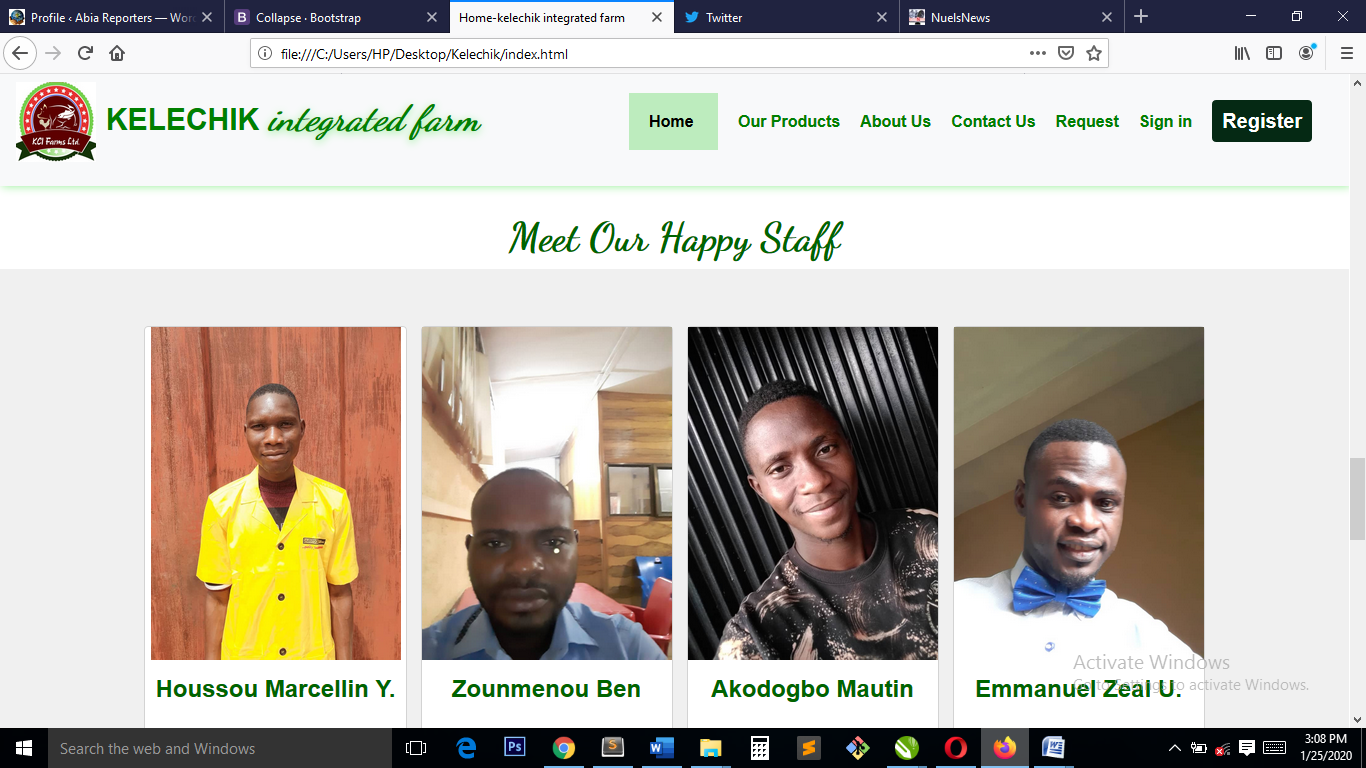 Profile ‹ Abia Reporters — Wor
Collapse · Bootstrap
Home-kelechik integrated farm
Twitter
NuelsNews
file:///C:/Users/HP/Desktop/Kelechik/index.html
KCI Farms Ltd.
KELECHIK integrated farm
Home
Our Products
About Us
Contact Us
Request
Sign in
Register
Meet Our Happy Staff
Houssou Marcellin Y.
Zounmenou Ben
Akodogbo Mautin
Emmanuel Zeal U.
Activate Windows
Go to Settings to activate Windows.
Search the web and Windows
3:08 PM
1/25/2020